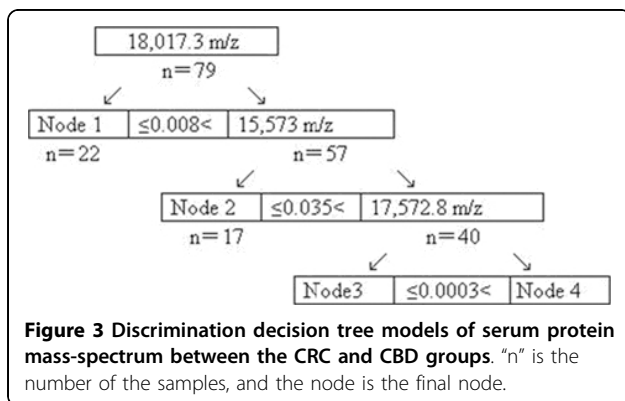 18,017.3 m/z
n=79
Node 1 ≤0.008< 15,573 m/z
n=22 n=57
Node 2 ≤0.035< 17,572.8 m/z
n=17 n=40
Node3 ≤0.0003< Node 4
Figure 3 Discrimination decision tree models of serum protein
mass-spectrum between the CRC and CBD groups. "n" is the
number of the samples, and the node is the final node.